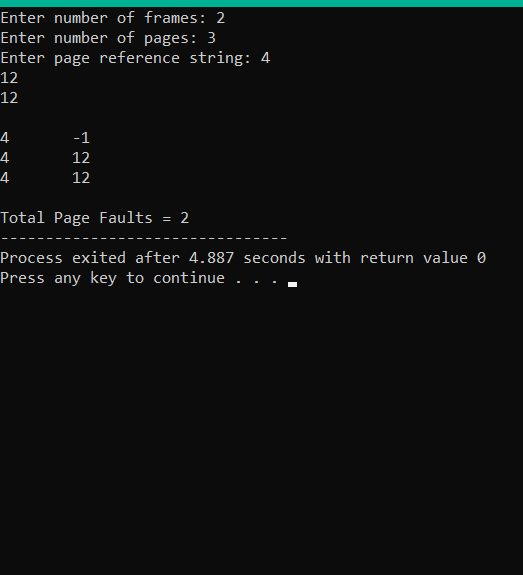 Enter number of frames: 2
Enter number of pages: 3
Enter page reference string: 4
12
12
4       -1
4       12
4       12
Total Page Faults = 2
--------------------------------
Process exited after 4.887 seconds with return value 0
Press any key to continue . . .